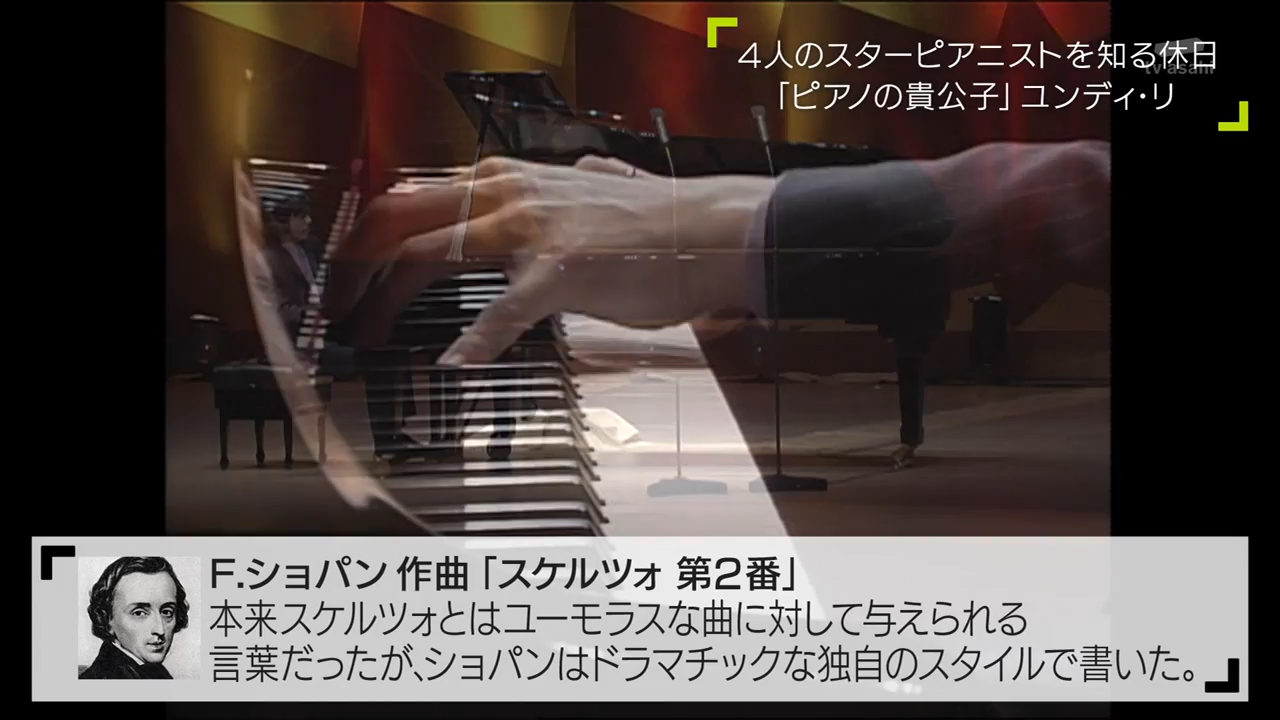 4人のスターピアニストを知る休日
「ピアノの貴公子」ユンディ・リ
tv asahi
F.ショパン 作曲「スケルツォ 第2番」
本来スケルツォとはユーモラスな曲に対して与えられる
言葉だったが、ショパンはドラマチックな独自のスタイルで書いた。